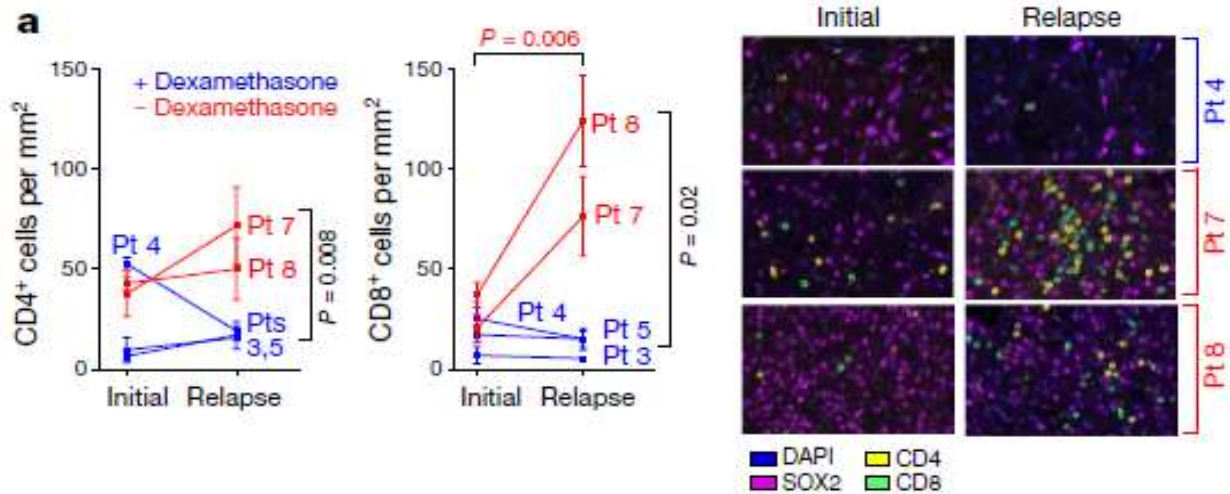 a
+ Dexamethasone
− Dexamethasone
CD4⁺ cells per mm²
150
100
50
0
Pt 4
Pt 7
Pt 8
Pts
3,5
P = 0.008
Initial Relapse
P = 0.006
CD8⁺ cells per mm²
150
100
50
0
Pt 8
Pt 7
Pt 4
Pt 5
Pt 3
P = 0.02
Initial Relapse
Initial Relapse
Pt 4
Pt 7
Pt 8
DAPI CD4
SOX2 CD8